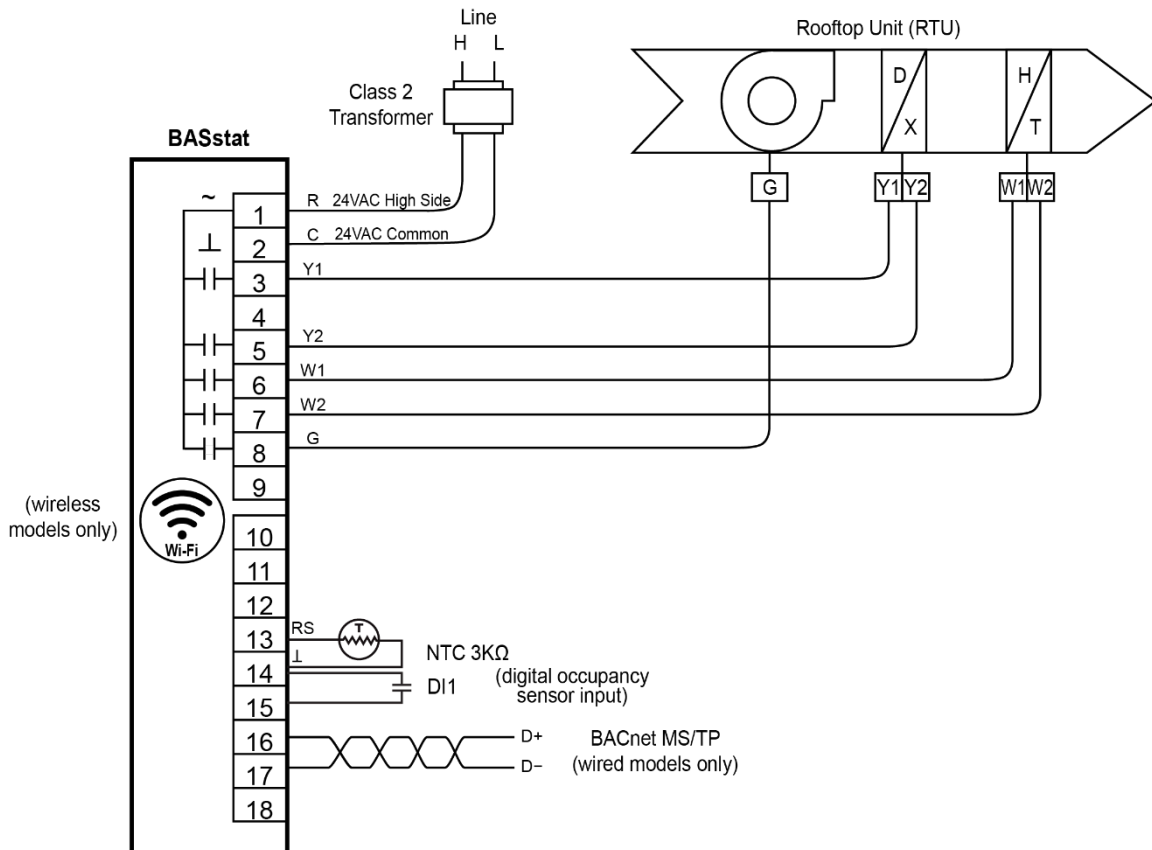 Line
H L
Class 2
Transformer
Rooftop Unit (RTU)
D
X
H
T
G
Y1 Y2
W1 W2
BASstat
~
1 R 24VAC High Side
⊥
2 C 24VAC Common
3 Y1
4
5 Y2
6 W1
7 W2
8 G
9
(wireless
models only)
Wi-Fi
10
11
12
13 RS
T
NTC 3KΩ
⊥
14
DI1
(digital occupancy
sensor input)
15
16 D+
BACnet MS/TP
(wired models only)
17 D−
18